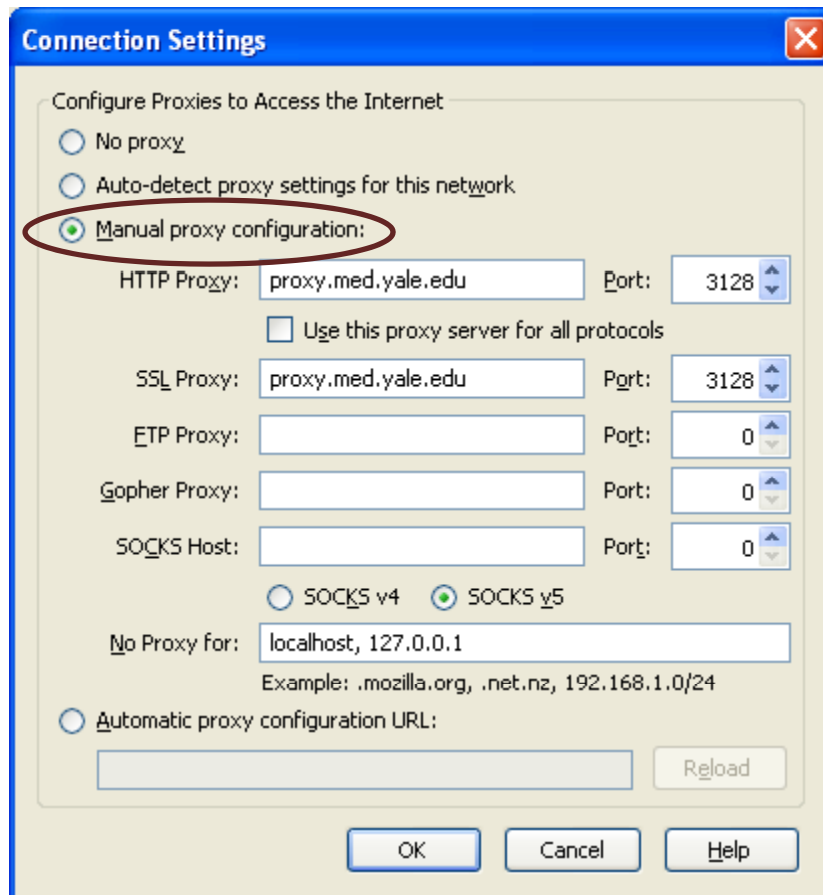 Connection Settings
Configure Proxies to Access the Internet
No proxy
Auto-detect proxy settings for this network
Manual proxy configuration:
HTTP Proxy: proxy.med.yale.edu Port: 3128
Use this proxy server for all protocols
SSL Proxy: proxy.med.yale.edu Port: 3128
FTP Proxy: Port: 0
Gopher Proxy: Port: 0
SOCKS Host: Port: 0
SOCKS v4 SOCKS v5
No Proxy for: localhost, 127.0.0.1
Example: .mozilla.org, .net.nz, 192.168.1.0/24
Automatic proxy configuration URL:
Reload
OK Cancel Help